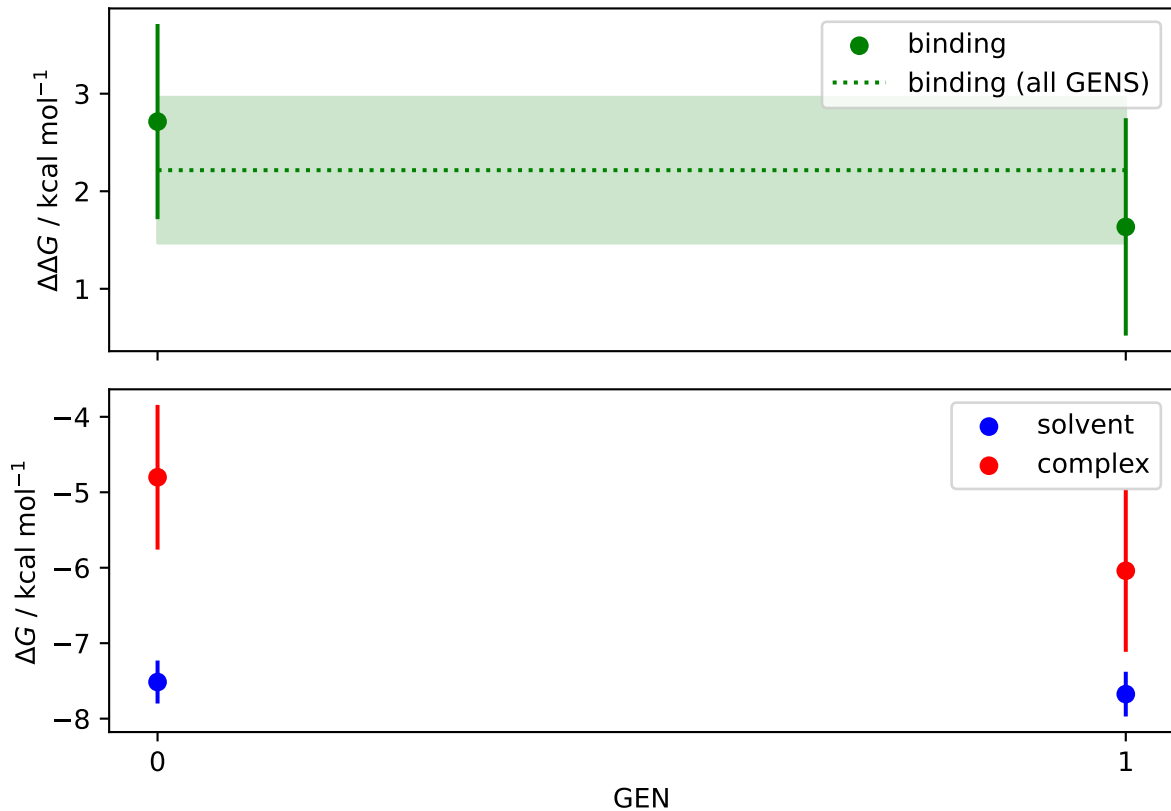 binding
binding (all GENS)
3
2
1
ΔΔG / kcal mol⁻¹
solvent
complex
−4
−5
−6
−7
−8
ΔG / kcal mol⁻¹
0
1
GEN